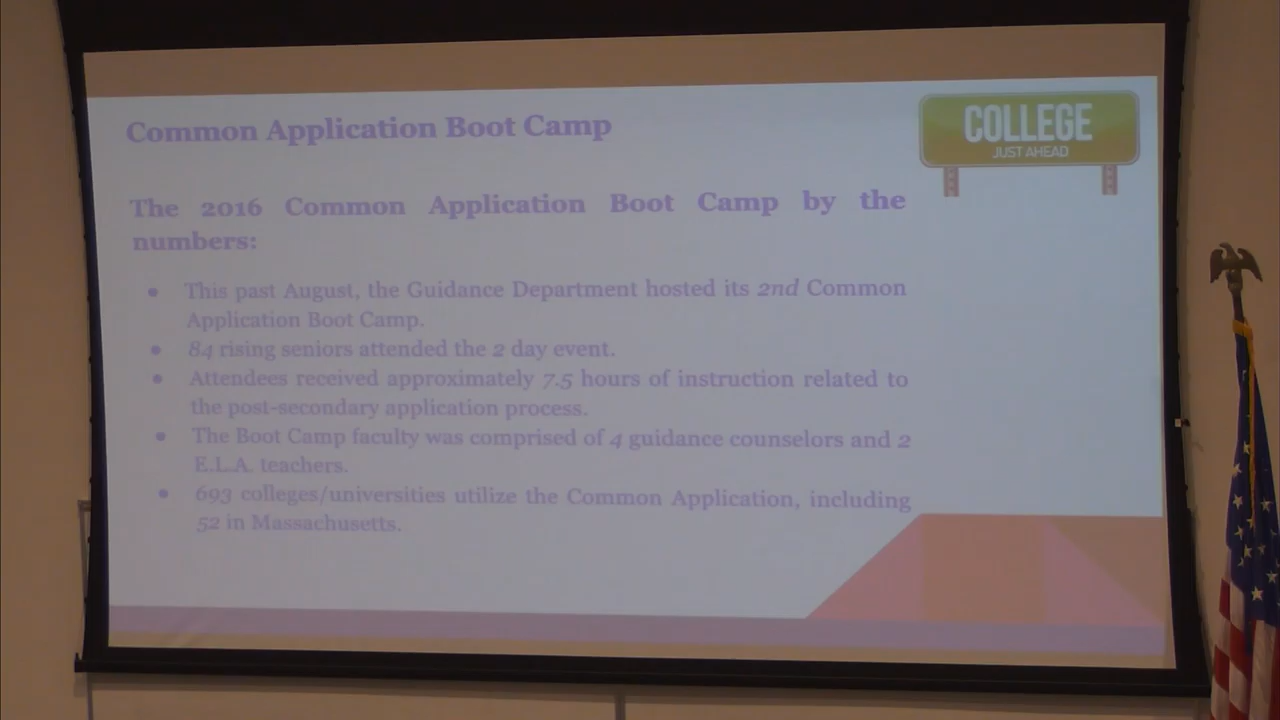 Common Application Boot Camp
COLLEGE
JUST AHEAD
The 2016 Common Application Boot Camp by the
numbers:
• This past August, the Guidance Department hosted its 2nd Common
Application Boot Camp.
• 84 rising seniors attended the 2 day event.
• Attendees received approximately 7.5 hours of instruction related to
the post-secondary application process.
• The Boot Camp faculty was comprised of 4 guidance counselors and 2
E.L.A. teachers.
• 693 colleges/universities utilize the Common Application, including
52 in Massachusetts.